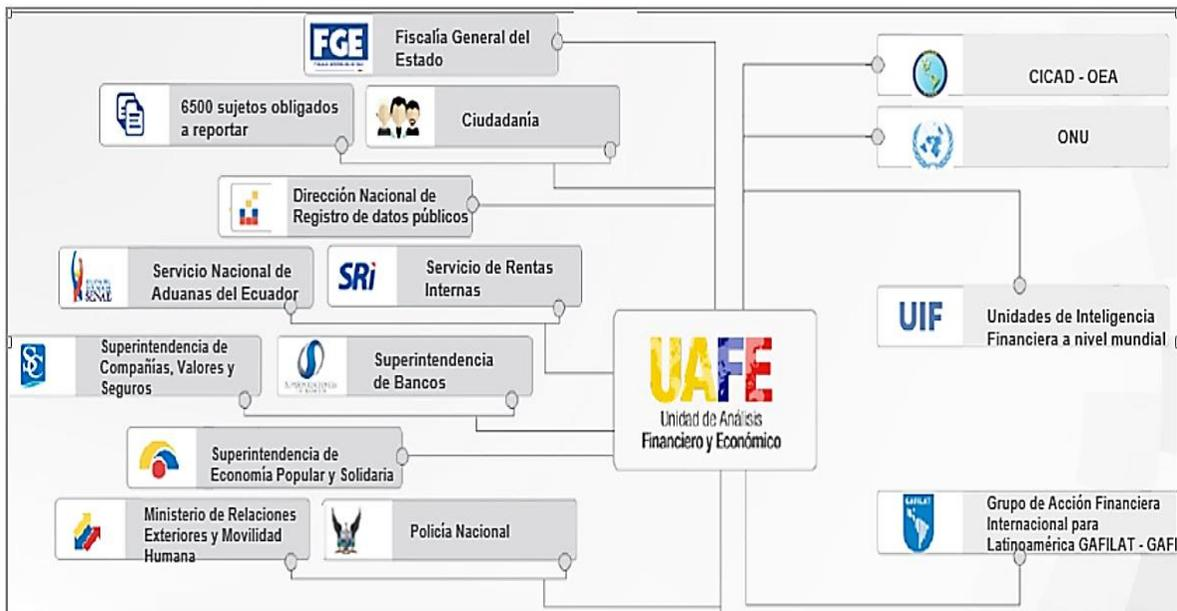 FGE
Fiscalía General del
Estado
6500 sujetos obligados
a reportar
Ciudadanía
Dirección Nacional de
Registro de datos públicos
Servicio Nacional de
Aduanas del Ecuador
SRi
Servicio de Rentas
Internas
SC
Superintendencia de
Compañías, Valores y
Seguros
Superintendencia
de Bancos
Superintendencia de
Economía Popular y Solidaria
Ministerio de Relaciones
Exteriores y Movilidad
Humana
Policía Nacional
UAFE
Unidad de Análisis
Financiero y Económico
CICAD - OEA
ONU
UIF
Unidades de Inteligencia
Financiera a nivel mundial
GAFILAT
Grupo de Acción Financiera
Internacional para
Latinoamérica GAFILAT - GAFI